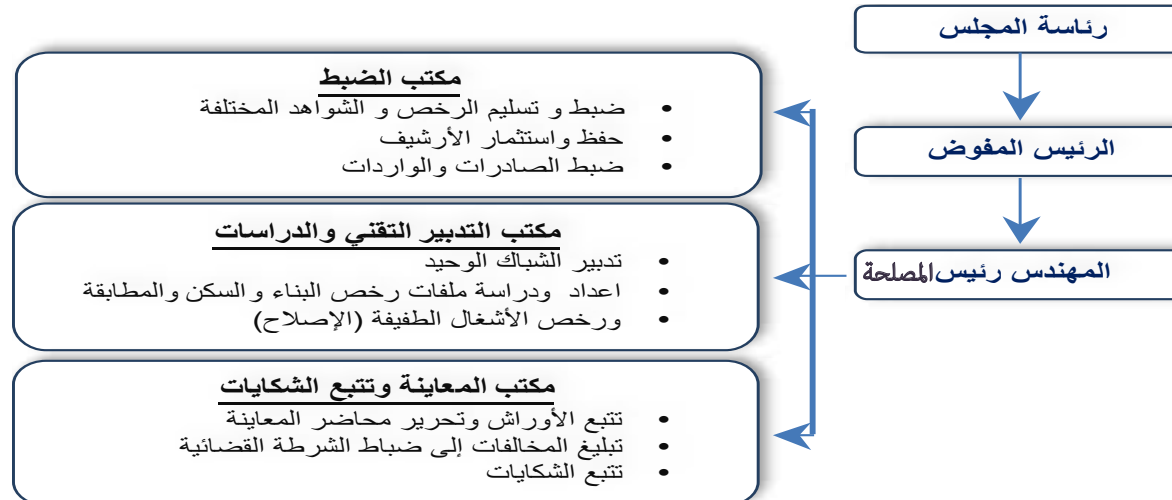 رئاسة المجلس
الرئيس المفوض
المهندس رئيس المصلحة
مكتب الضبط
• ضبط و تسليم الرخص و الشواهد المختلفة
• حفظ واستثمار الأرشيف
• ضبط الصادرات والواردات
مكتب التدبير التقني والدراسات
• تدبير الشباك الوحيد
• اعداد ودراسة ملفات رخص البناء والسكن والمطابقة
• ورخص الأشغال الطفيفة (الإصلاح)
مكتب المعاينة وتتبع الشكايات
• تتبع الأوراش وتحرير محاضر المعاينة
• تبليغ المخالفات إلى ضباط الشرطة القضائية
• تتبع الشكايات